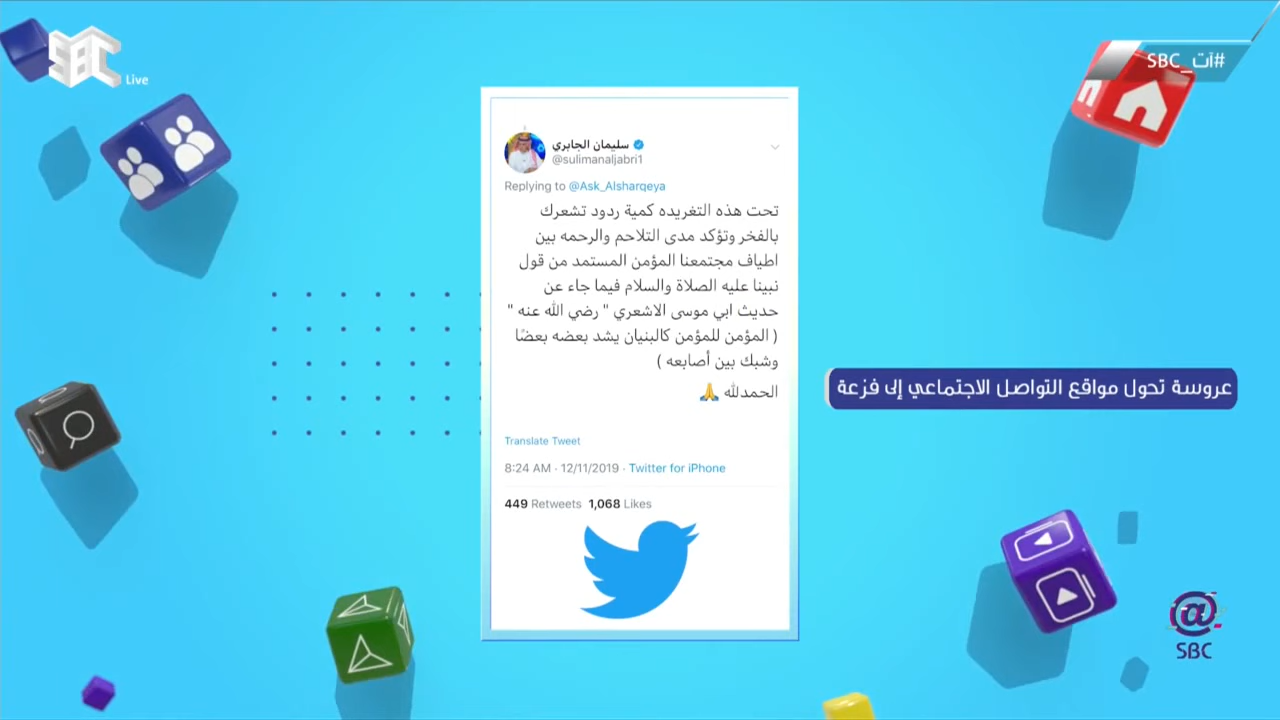 SBC
Live
#آت_SBC
سليمان الجابري
@sulimanaljabri1
Replying to @Ask_Alsharqeya
تحت هذه التغريده كمية ردود تشعرك
بالفخر وتؤكد مدى التلاحم والرحمه بين
اطياف مجتمعنا المؤمن المستمد من قول
نبينا عليه الصلاة والسلام فيما جاء عن
حديث ابي موسى الاشعري " رضي الله عنه "
( المؤمن للمؤمن كالبنيان يشد بعضه بعضًا
وشبك بين أصابعه )
الحمدلله 🙏
Translate Tweet
8:24 AM · 12/11/2019 · Twitter for iPhone
449 Retweets 1,068 Likes
عروسة تحول مواقع التواصل الاجتماعي إلى فزعة
@
SBC